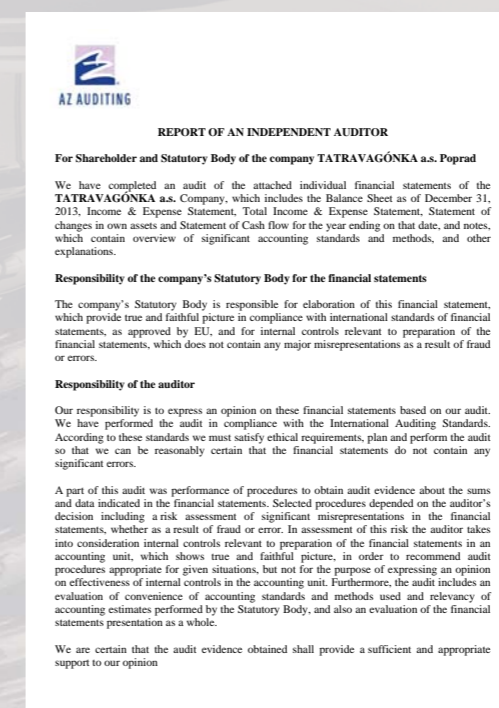 AZ AUDITING
REPORT OF AN INDEPENDENT AUDITOR
For Shareholder and Statutory Body of the company TATRAVAGÓNKA a.s. Poprad
We have completed an audit of the attached individual financial statements of the
TATRAVAGÓNKA a.s. Company, which includes the Balance Sheet as of December 31,
2013, Income & Expense Statement, Total Income & Expense Statement, Statement of
changes in own assets and Statement of Cash flow for the year ending on that date, and notes,
which contain overview of significant accounting standards and methods, and other
explanations.
Responsibility of the company's Statutory Body for the financial statements
The company's Statutory Body is responsible for elaboration of this financial statement,
which provide true and faithful picture in compliance with international standards of financial
statements, as approved by EU, and for internal controls relevant to preparation of the
financial statements, which does not contain any major misrepresentations as a result of fraud
or errors.
Responsibility of the auditor
Our responsibility is to express an opinion on these financial statements based on our audit.
We have performed the audit in compliance with the International Auditing Standards.
According to these standards we must satisfy ethical requirements, plan and perform the audit
so that we can be reasonably certain that the financial statements do not contain any
significant errors.
A part of this audit was performance of procedures to obtain audit evidence about the sums
and data indicated in the financial statements. Selected procedures depended on the auditor's
decision including a risk assessment of significant misrepresentations in the financial
statements, whether as a result of fraud or error. In assessment of this risk the auditor takes
into consideration internal controls relevant to preparation of the financial statements in an
accounting unit, which shows true and faithful picture, in order to recommend audit
procedures appropriate for given situations, but not for the purpose of expressing an opinion
on effectiveness of internal controls in the accounting unit. Furthermore, the audit includes an
evaluation of convenience of accounting standards and methods used and relevancy of
accounting estimates performed by the Statutory Body, and also an evaluation of the financial
statements presentation as a whole.
We are certain that the audit evidence obtained shall provide a sufficient and appropriate
support to our opinion